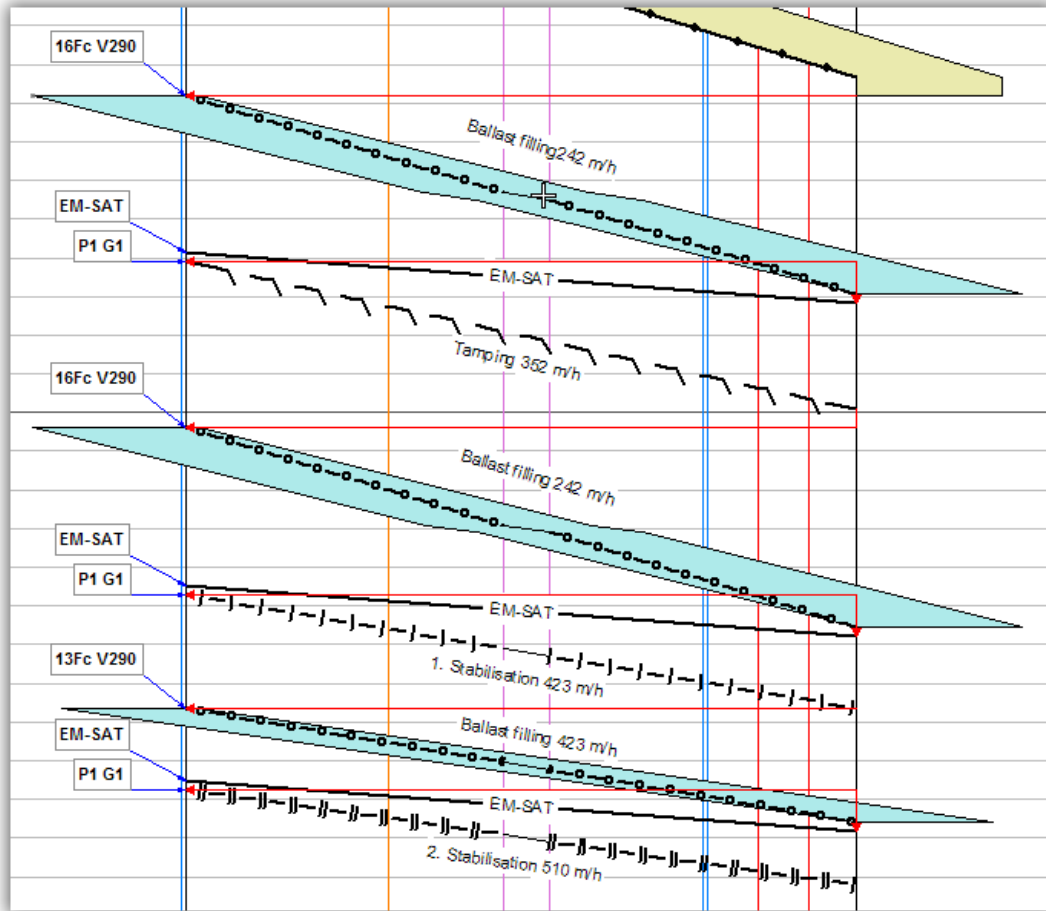 16Fc V290
Ballast filling242 m/h
EM-SAT
P1 G1
EM-SAT
Tamping 352 m/h
16Fc V290
Ballast filling 242 m/h
EM-SAT
P1 G1
EM-SAT
1. Stabilisation 423 m/h
13Fc V290
Ballast filling 423 m/h
EM-SAT
P1 G1
EM-SAT
2. Stabilisation 510 m/h